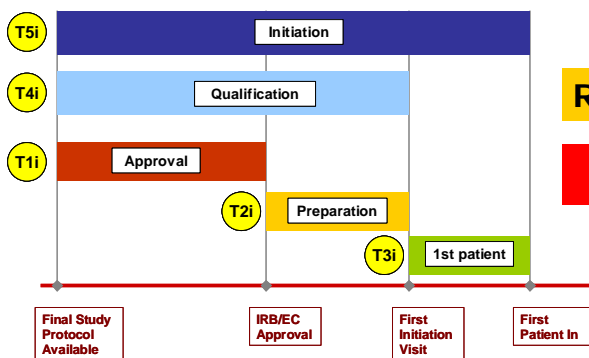 T5i
Initiation
T4i
Qualification
R
T1i
Approval
T2i
Preparation
T3i
1st patient
Final Study
Protocol
Available
IRB/EC
Approval
First
Initiation
Visit
First
Patient In